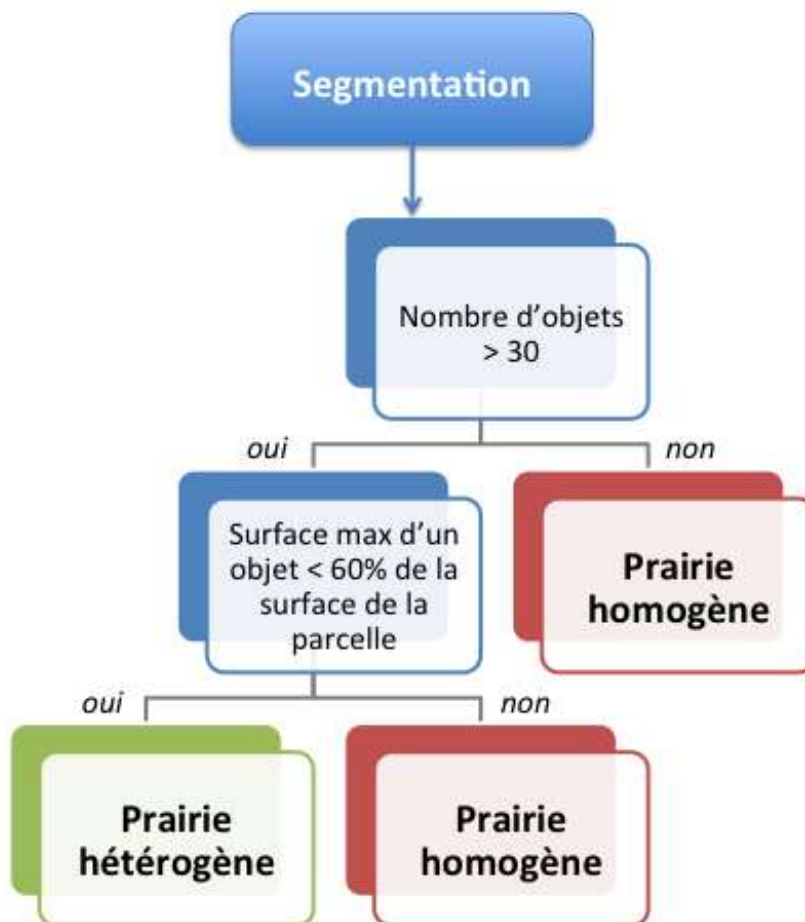 Segmentation
Nombre d’objets
> 30
oui
non
Surface max d’un
objet < 60% de la
surface de la
parcelle
Prairie
homogène
oui
non
Prairie
hétérogène
Prairie
homogène